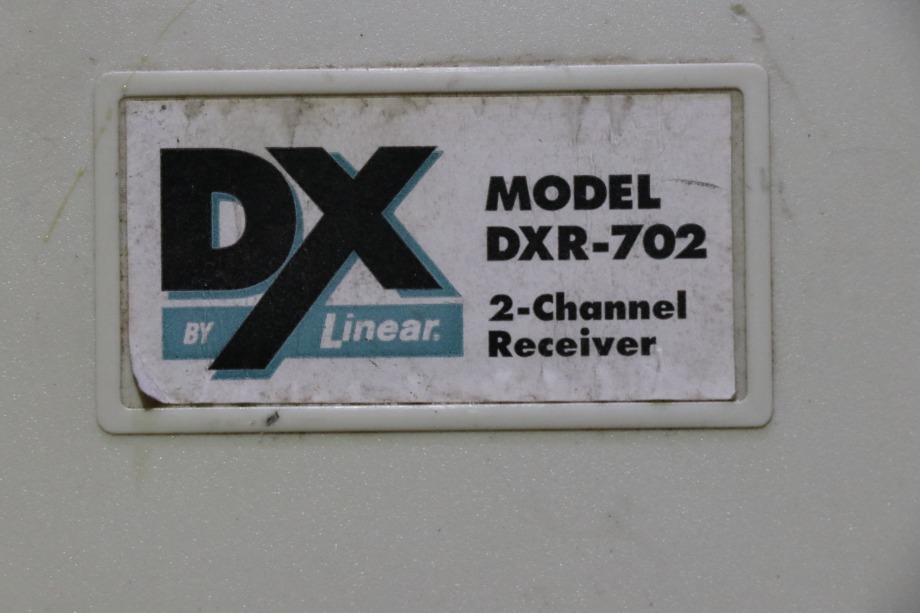 DX
BY Linear®
MODEL
DXR-702
2-Channel
Receiver